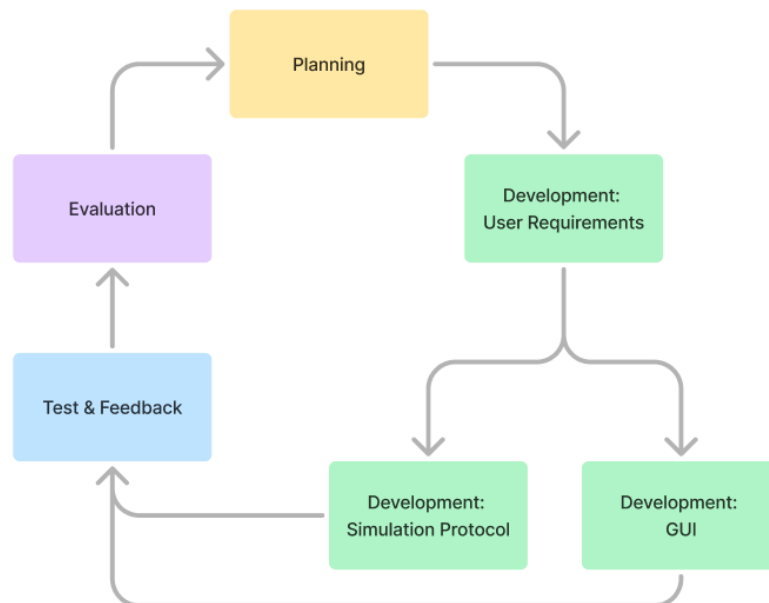 Planning
Evaluation
Development:
User Requirements
Test & Feedback
Development:
Simulation Protocol
Development:
GUI